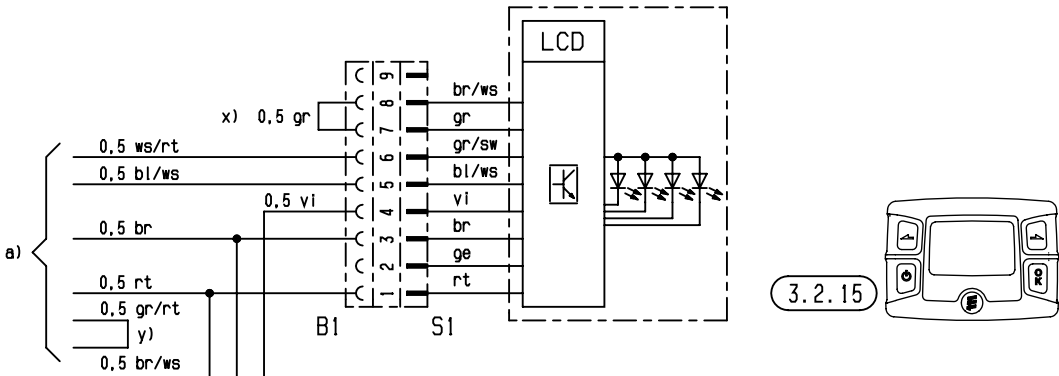 LCD
9
8
7
6
5
4
3
2
1
br/ws
gr
gr/sw
bl/ws
vi
br
ge
rt
x) 0,5 gr
0,5 ws/rt
0,5 bl/ws
0,5 vi
0,5 br
a)
0,5 rt
0,5 gr/rt
y)
0,5 br/ws
B1
S1
3.2.15
OK